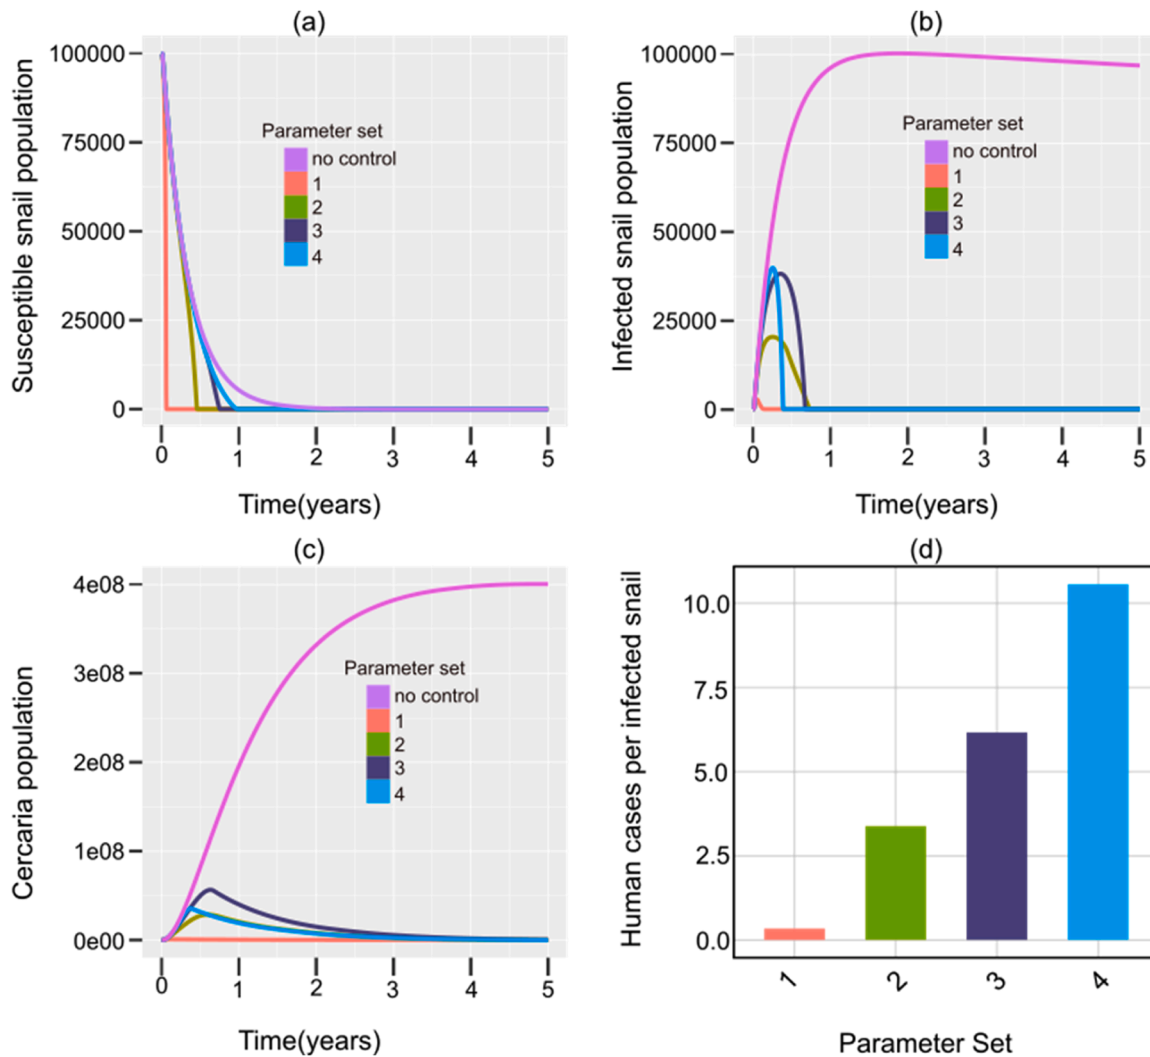 (a)
Susceptible snail population
100000
75000
50000
25000
0
Parameter set
no control
1
2
3
4
0 1 2 3 4 5
Time(years)
(b)
Infected snail population
100000
75000
50000
25000
0
Parameter set
no control
1
2
3
4
0 1 2 3 4 5
Time(years)
(c)
Cercaria population
4e08
3e08
2e08
1e08
0e00
Parameter set
no control
1
2
3
4
0 1 2 3 4 5
Time(years)
(d)
Human cases per infected snail
10.0
7.5
5.0
2.5
0.0
1 2 3 4
Parameter Set